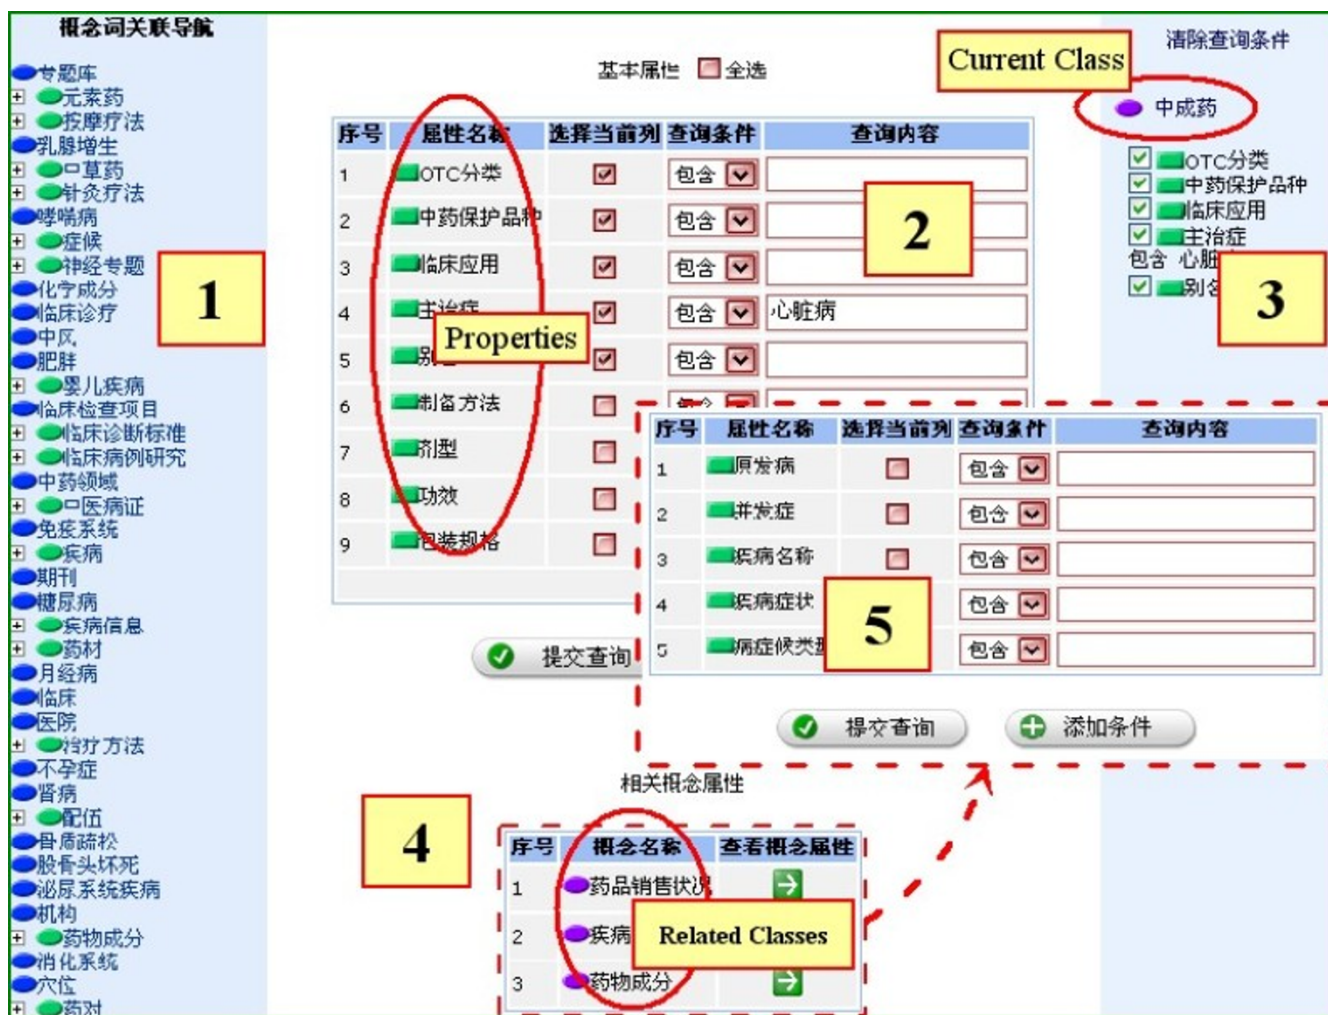 概念词关联导航
专题库
元素药
按摩疗法
乳腺增生
草药
针灸疗法
哮喘病
症候
神经专题
化学成分
临床诊疗
中风
肥胖
婴儿疾病
临床检查项目
临床诊断标准
临床病例研究
中药领域
医病证
免疫系统
疾病
期刊
糖尿病
疾病信息
药材
月经病
临床
医院
治疗方法
不孕症
肾病
配伍
骨质疏松
股骨头坏死
泌尿系统疾病
机构
药物成分
消化系统
穴位
药对
1
基本属性 全选
序号 属性名称 选择当前列 查询条件 查询内容
1 OTC分类 包含
2 中药保护品种 包含
3 临床应用 包含
4 主治症 包含 心脏病
5 包含
6 制备方法 包含
7 剂型
8 功效
9 包装规格
Properties
2
提交查询
清除查询条件
Current Class
中成药
OTC分类
中药保护品种
临床应用
主治症
包含 心脏
别名
3
序号 属性名称 选择当前列 查询条件 查询内容
1 原发病 包含
2 并发症 包含
3 疾病名称 包含
4 疾病症状 包含
5 病症候类型 包含
5
提交查询 添加条件
相关概念属性
4
序号 概念名称 查看概念属性
1 药品销售状况
2 疾病
3 药物成分
Related Classes